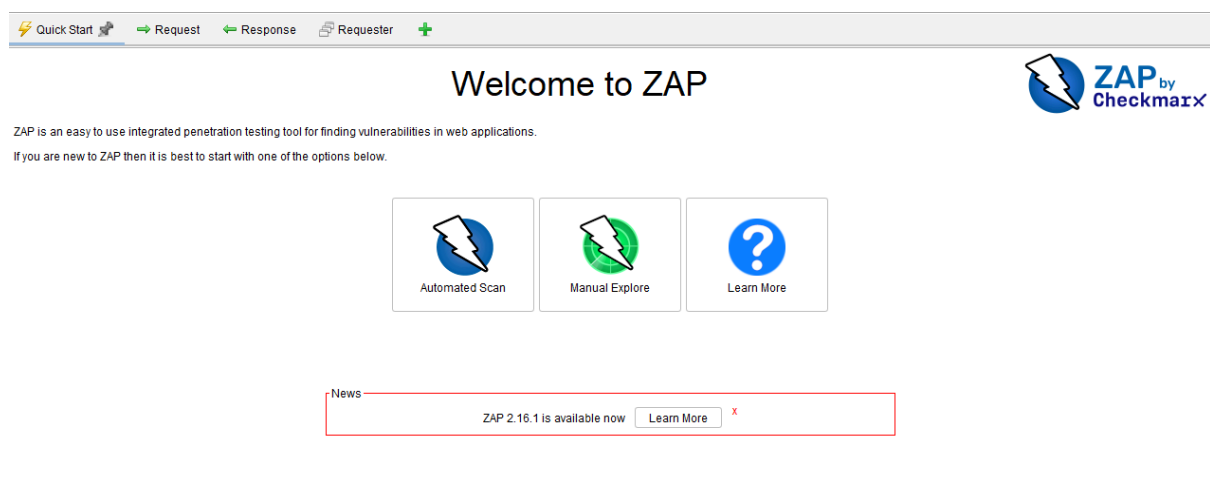 Quick Start Request Response Requester
Welcome to ZAP
ZAP by
Checkmarx
ZAP is an easy to use integrated penetration testing tool for finding vulnerabilities in web applications.
If you are new to ZAP then it is best to start with one of the options below.
Automated Scan Manual Explore Learn More
News
ZAP 2.16.1 is available now Learn More x